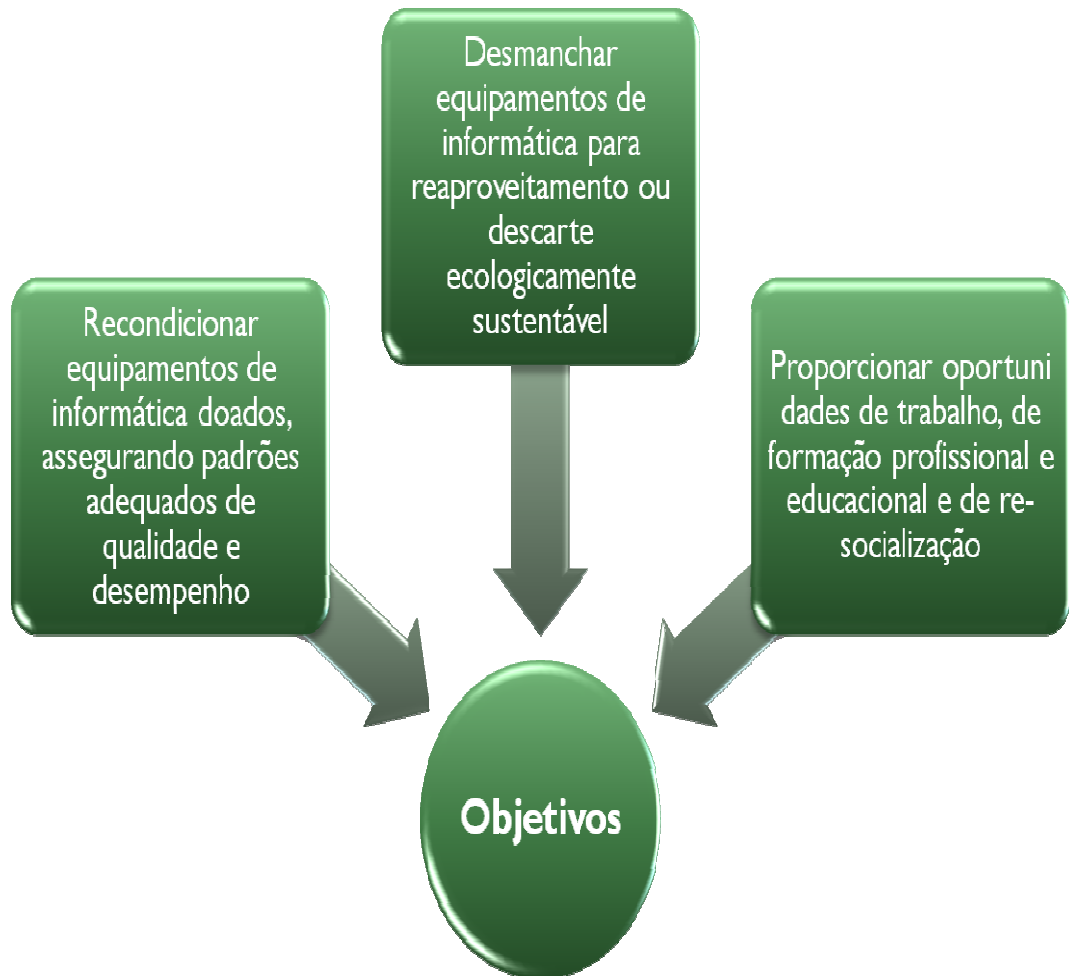 Desmanchar
equipamentos de
informática para
reaproveitamento ou
descarte
ecologicamente
sustentável
Recondicionar
equipamentos de
informática doados,
assegurando padrões
adequados de
qualidade e
desempenho
Proporcionar oportuni
dades de trabalho, de
formação profissional e
educacional e de re-
socialização
Objetivos